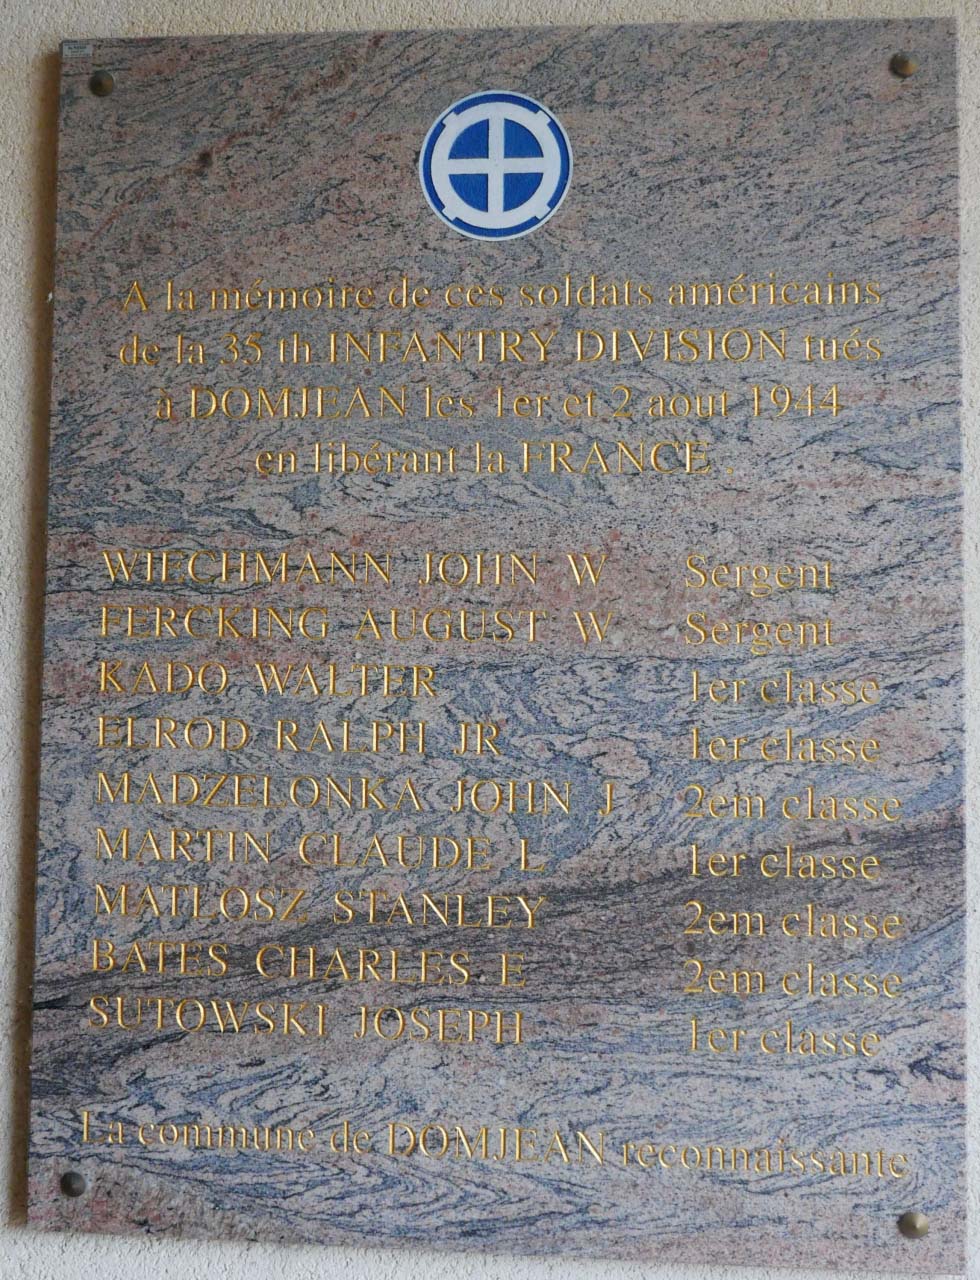 A la mémoire de ces soldats américains
de la 35 th INFANTRY DIVISION tués
à DOMJEAN les 1er et 2 aout 1944
en libérant la FRANCE .
WIECHMANN JOHN W Sergent
FERCKING AUGUST W Sergent
KADO WALTER 1er classe
ELROD RALPH JR 1er classe
MADZELONKA JOHN J 2em classe
MARTIN CLAUDE L 1er classe
MATLOSZ STANLEY 2em classe
BATES CHARLES E 2em classe
SUTOWSKI JOSEPH 1er classe
La commune de DOMJEAN reconnaissante